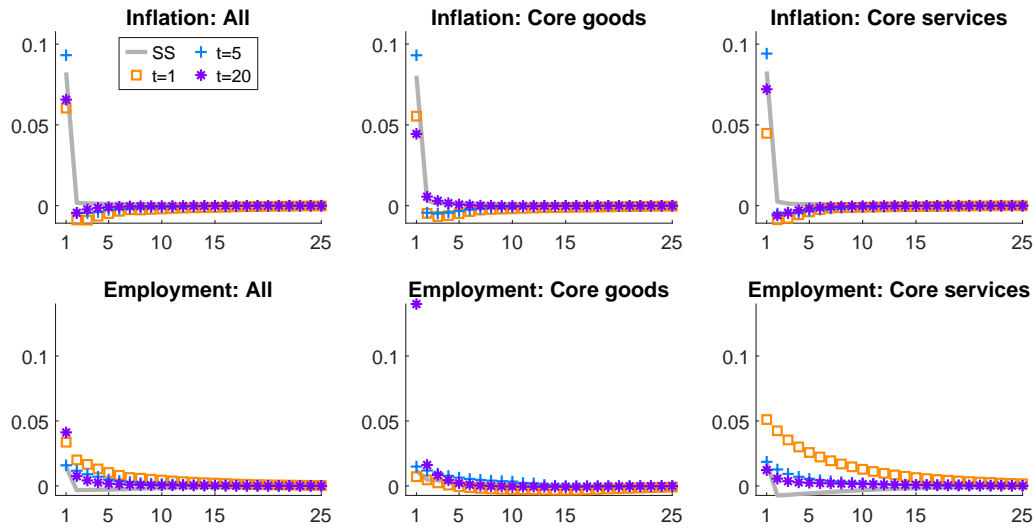 Inflation: All
Inflation: Core goods
Inflation: Core services
0.1
0.05
0
1 5 10 15 25
SS
t=5
t=1
t=20
0.1
0.05
0
1 5 10 15 25
0.1
0.05
0
1 5 10 15 25
Employment: All
Employment: Core goods
Employment: Core services
0.1
0.05
0
1 5 10 15 25
0.1
0.05
0
1 5 10 15 25
0.1
0.05
0
1 5 10 15 25